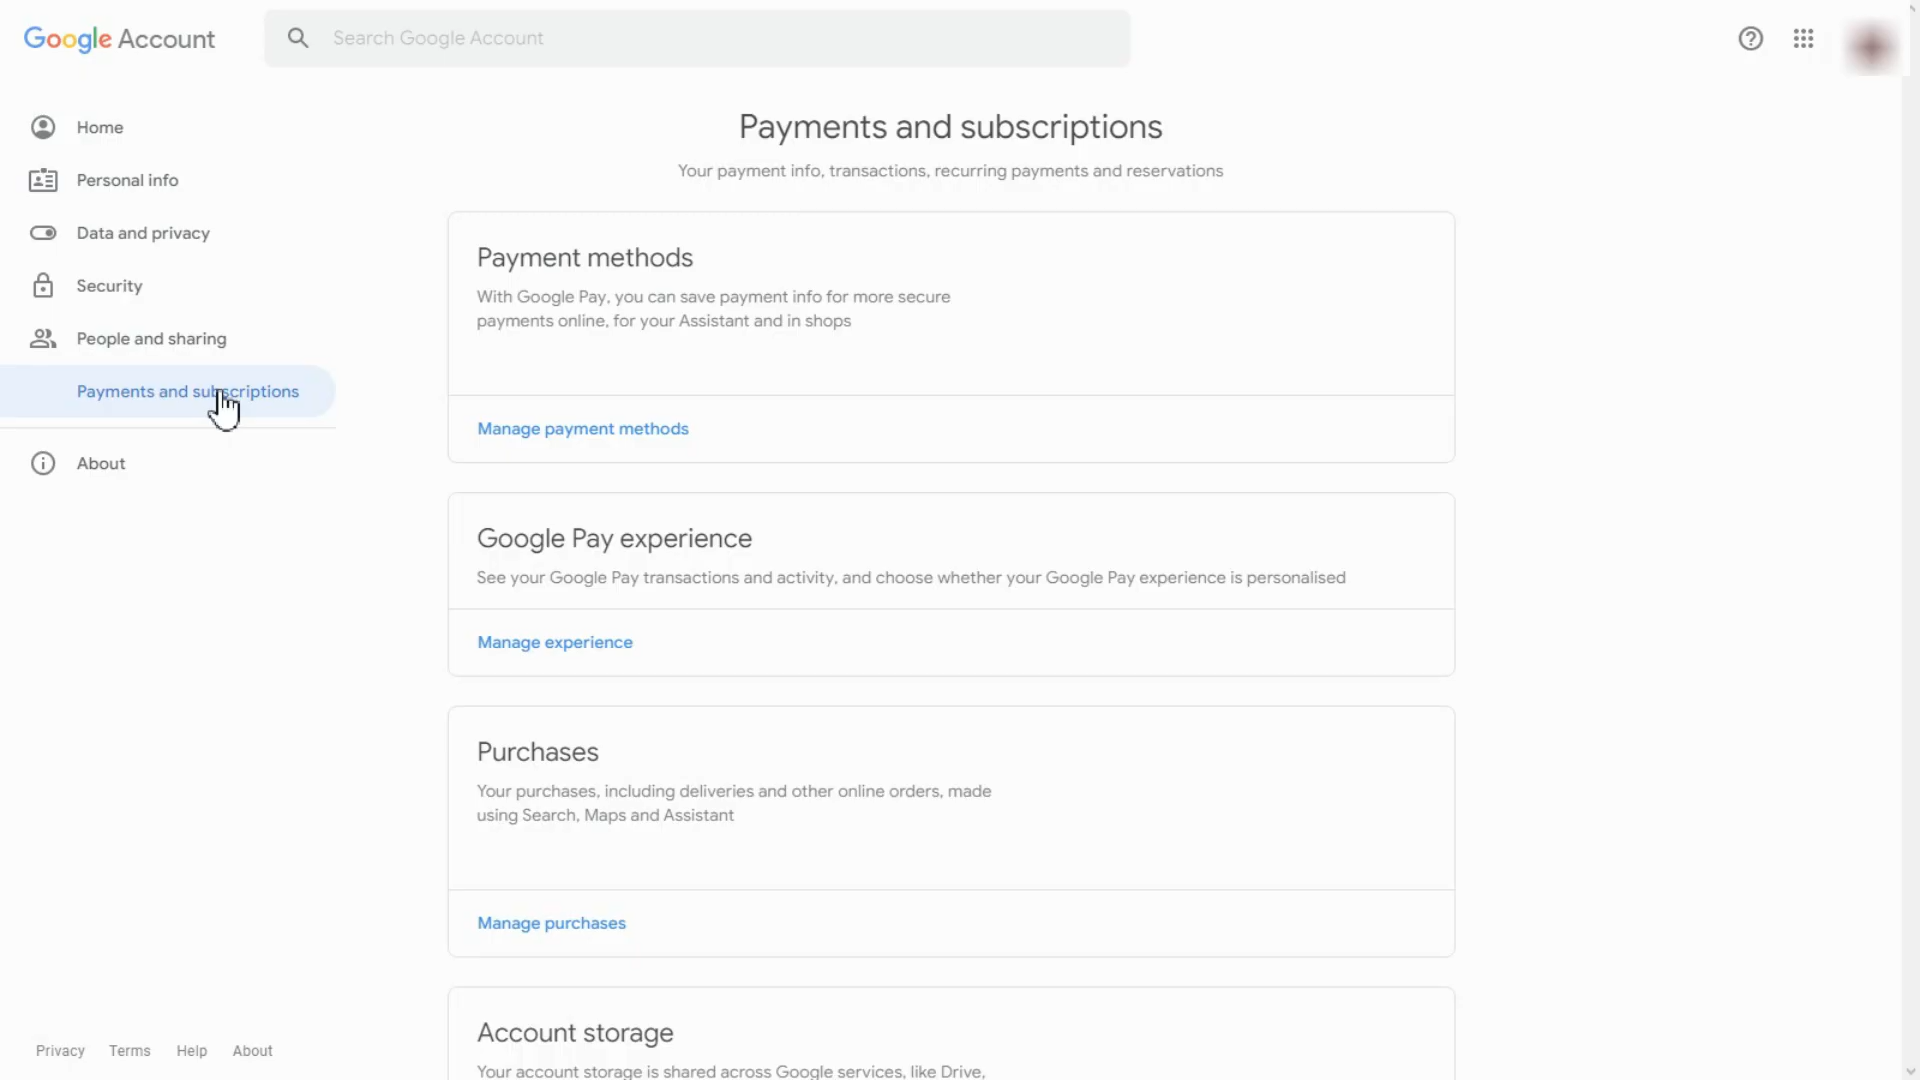 Google Account
Search Google Account
Home
Personal info
Data and privacy
Security
People and sharing
Payments and subscriptions
About
Payments and subscriptions
Your payment info, transactions, recurring payments and reservations
Payment methods
With Google Pay, you can save payment info for more secure
payments online, for your Assistant and in shops
Manage payment methods
Google Pay experience
See your Google Pay transactions and activity, and choose whether your Google Pay experience is personalised
Manage experience
Purchases
Your purchases, including deliveries and other online orders, made
using Search, Maps and Assistant
Manage purchases
Account storage
Your account storage is shared across Google services, like Drive,
Privacy Terms Help About